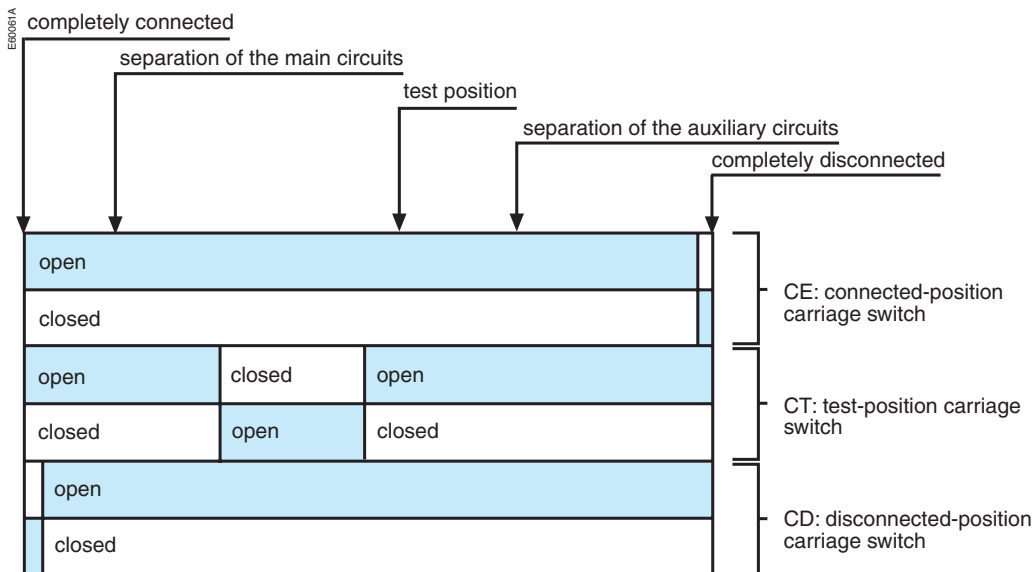 E60061A
completely connected
separation of the main circuits
test position
separation of the auxiliary circuits
completely disconnected
open
closed
CE: connected-position
carriage switch
open closed open
closed open closed
CT: test-position carriage
switch
open
closed
CD: disconnected-position
carriage switch